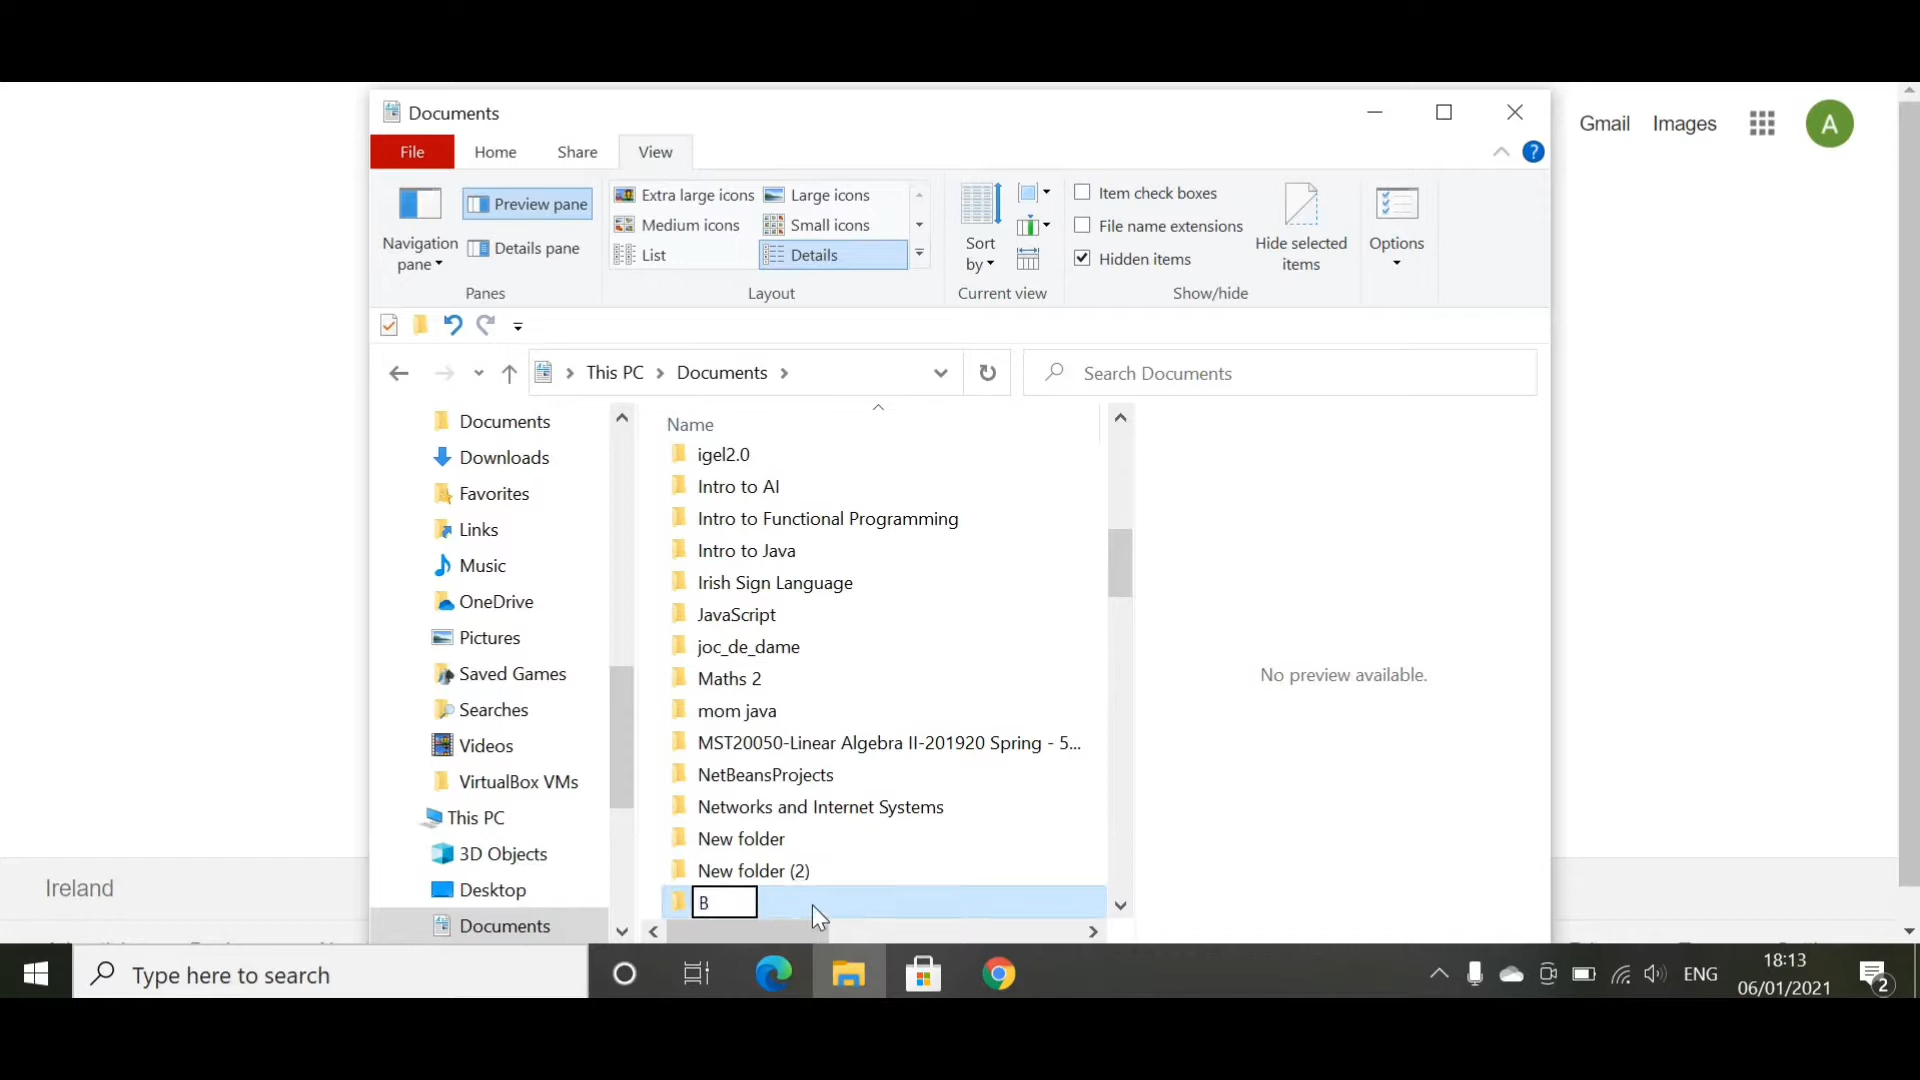 Documents
Gmail Images A
File Home Share View
?
Navigation pane
Preview pane
Details pane
Panes
Extra large icons Large icons
Medium icons Small icons
List Details
Layout
Sort by
Current view
Item check boxes
File name extensions
Hidden items
Hide selected items
Show/hide
Options
This PC Documents
Search Documents
Documents
Downloads
Favorites
Links
Music
OneDrive
Pictures
Saved Games
Searches
Videos
VirtualBox VMs
This PC
3D Objects
Desktop
Documents
Name
igel2.0
Intro to AI
Intro to Functional Programming
Intro to Java
Irish Sign Language
JavaScript
joc_de_dame
Maths 2
mom java
MST20050-Linear Algebra II-201920 Spring - 5...
NetBeansProjects
Networks and Internet Systems
New folder
New folder (2)
B
No preview available.
Ireland
Type here to search
ENG
18:13
06/01/2021
2